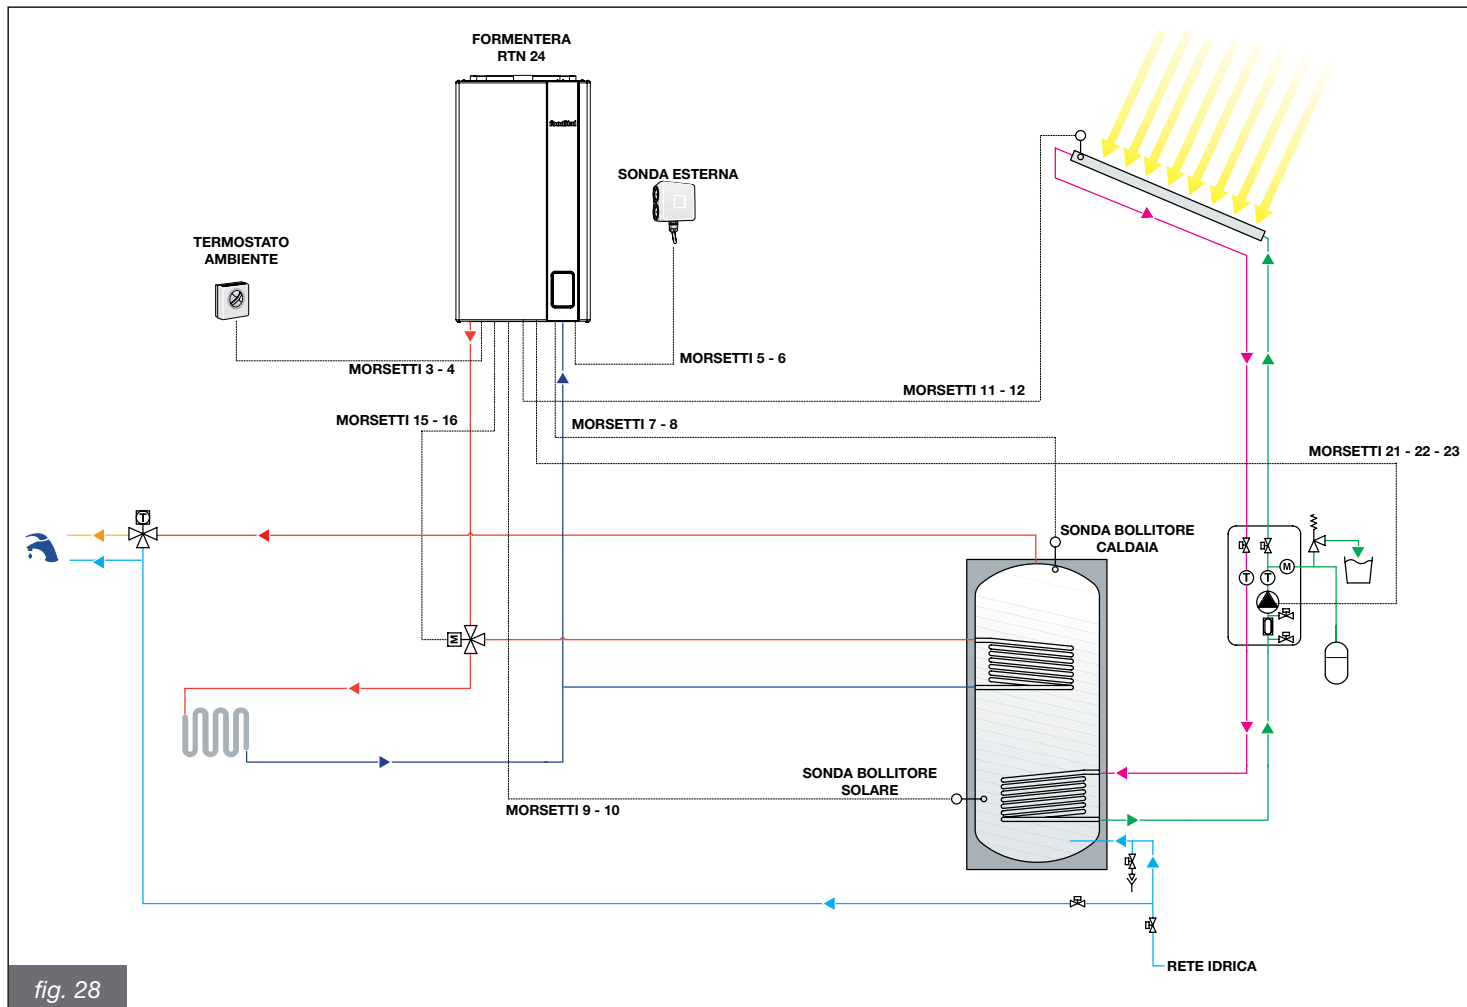 FORMENTERA
RTN 24
SONDA ESTERNA
TERMOSTATO
AMBIENTE
MORSETTI 3 - 4
MORSETTI 5 - 6
MORSETTI 11 - 12
MORSETTI 15 - 16
MORSETTI 7 - 8
MORSETTI 21 - 22 - 23
T
SONDA BOLLITORE
CALDAIA
M
T
T
M
SONDA BOLLITORE
SOLARE
MORSETTI 9 - 10
RETE IDRICA
fig. 28